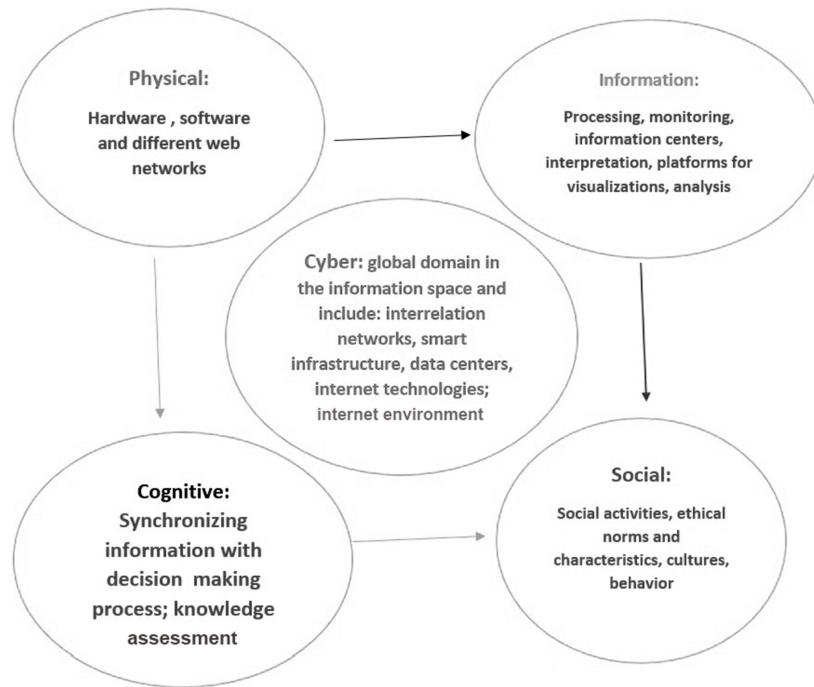 Physical:
Hardware , software
and different web
networks
Information:
Processing, monitoring,
information centers,
interpretation, platforms for
visualizations, analysis
Cyber: global domain in
the information space and
include: interrelation
networks, smart
infrastructure, data centers,
internet technologies;
internet environment
Cognitive:
Synchronizing
information with
decision making
process; knowledge
assessment
Social:
Social activities, ethical
norms and
characteristics, cultures,
behavior